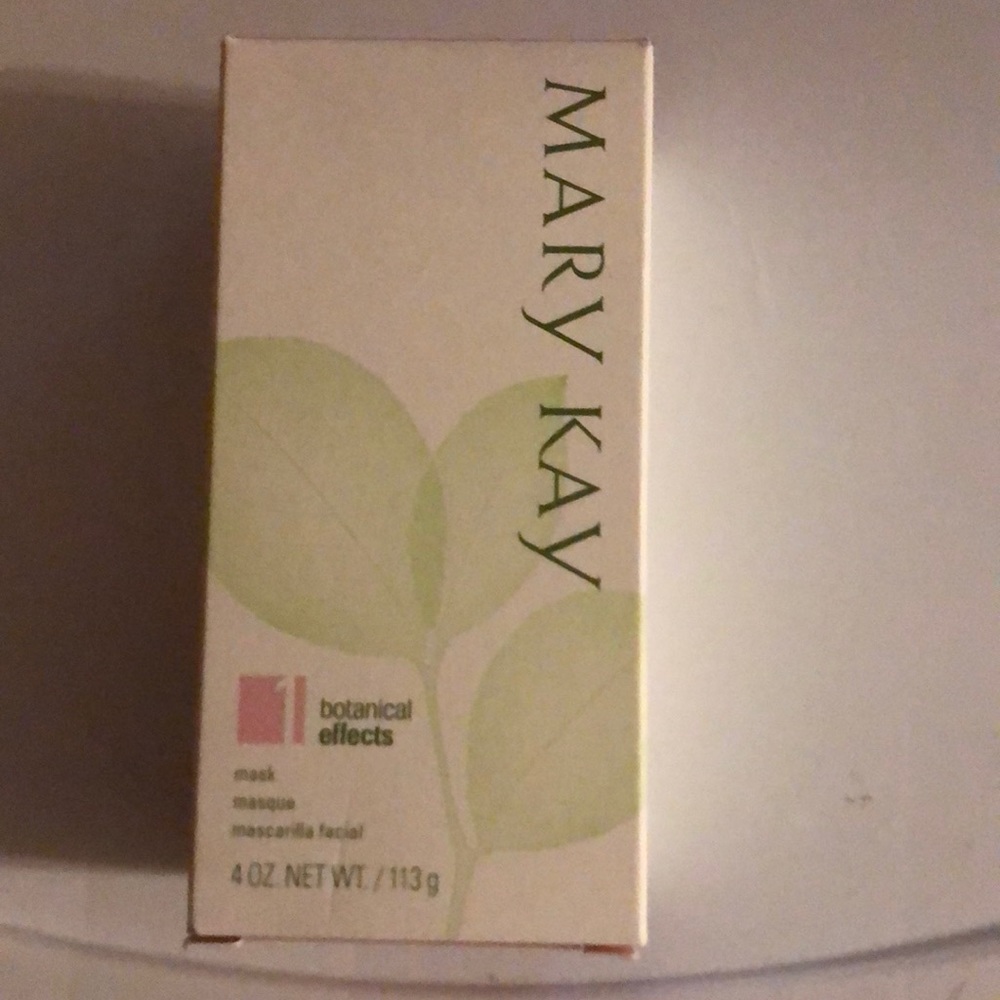 MARY KAY
1
botanical
effects
mask
masque
mascarilla facial
4 OZ. NET WT. / 113 g